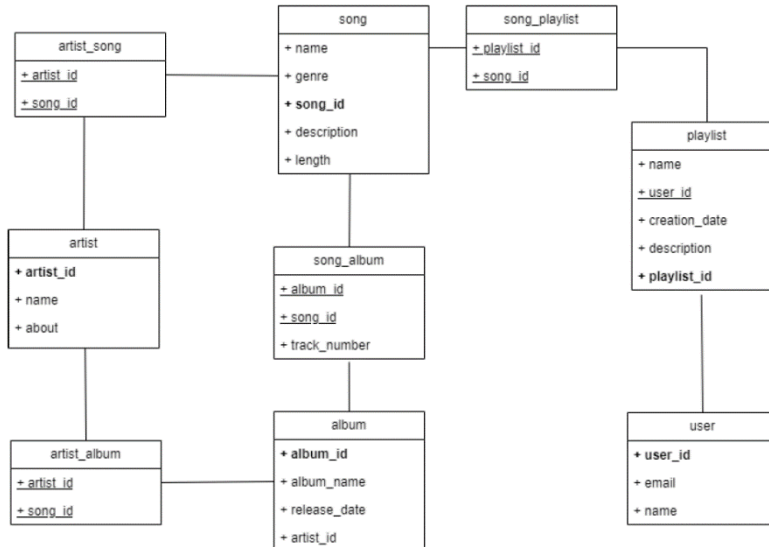 artist_song
+ artist_id
+ song_id
song
+ name
+ genre
+ song_id
+ description
+ length
song_playlist
+ playlist_id
+ song_id
playlist
+ name
+ user_id
+ creation_date
+ description
+ playlist_id
artist
+ artist_id
+ name
+ about
song_album
+ album_id
+ song_id
+ track_number
artist_album
+ artist_id
+ song_id
album
+ album_id
+ album_name
+ release_date
+ artist_id
user
+ user_id
+ email
+ name